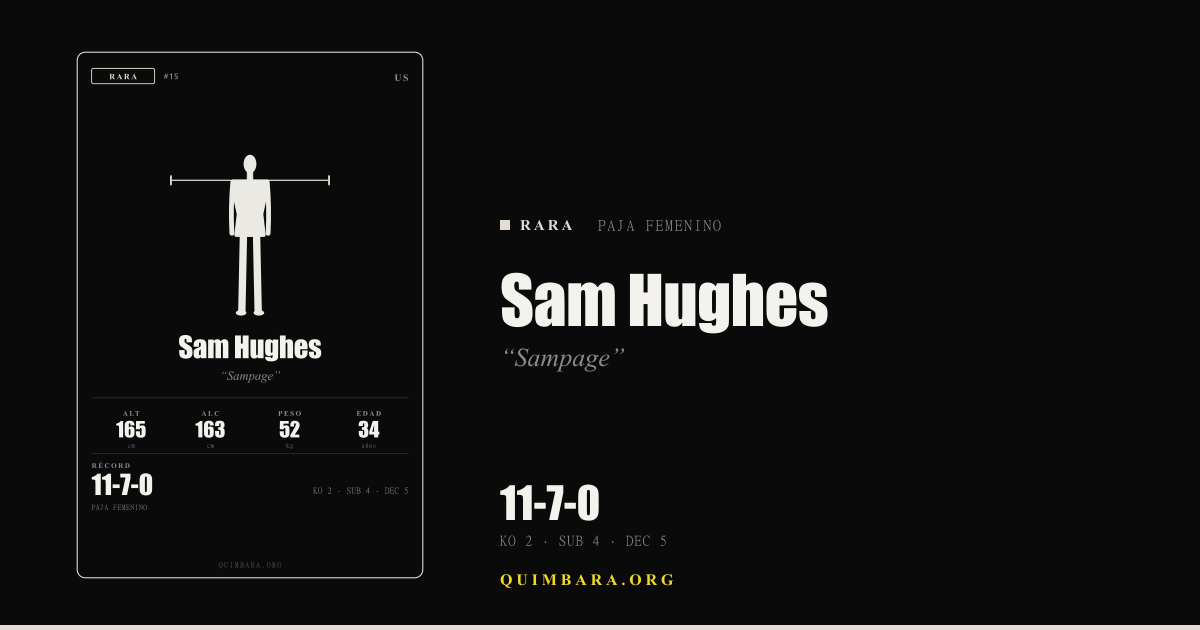 RARA #15 US
Sam Hughes
“Sampage”
ALT ALC PESO EDAD
165 163 52 34
cm cm kg años
RÉCORD
11-7-0
KO 2 · SUB 4 · DEC 5
PAJA FEMENINO
QUIMBARA.ORG
RARA PAJA FEMENINO
Sam Hughes
“Sampage”
11-7-0
KO 2 · SUB 4 · DEC 5
QUIMBARA.ORG